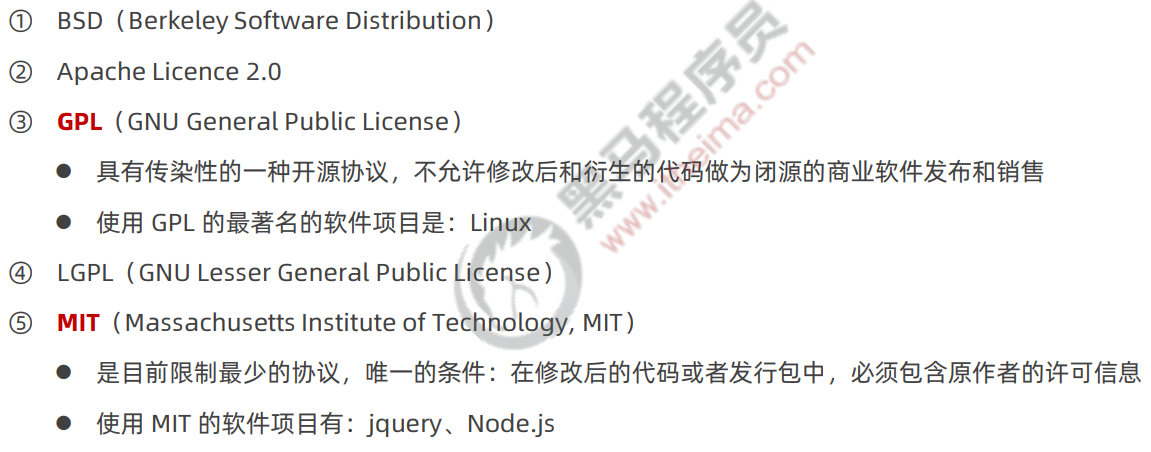 ① BSD（Berkeley Software Distribution）
② Apache Licence 2.0
③ GPL（GNU General Public License）
● 具有传染性的一种开源协议，不允许修改后和衍生的代码做为闭源的商业软件发布和销售
● 使用 GPL 的最著名的软件项目是：Linux
④ LGPL（GNU Lesser General Public License）
⑤ MIT（Massachusetts Institute of Technology, MIT）
● 是目前限制最少的协议，唯一的条件：在修改后的代码或者发行包中，必须包含原作者的许可信息
● 使用 MIT 的软件项目有：jquery、Node.js
黑马程序员
www.itheima.com